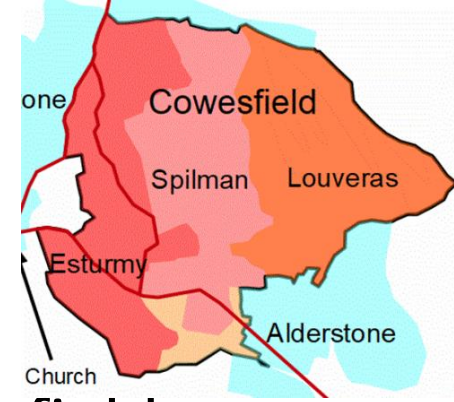 one
Cowesfield
Spilman
Louveras
Esturmy
Alderstone
Church